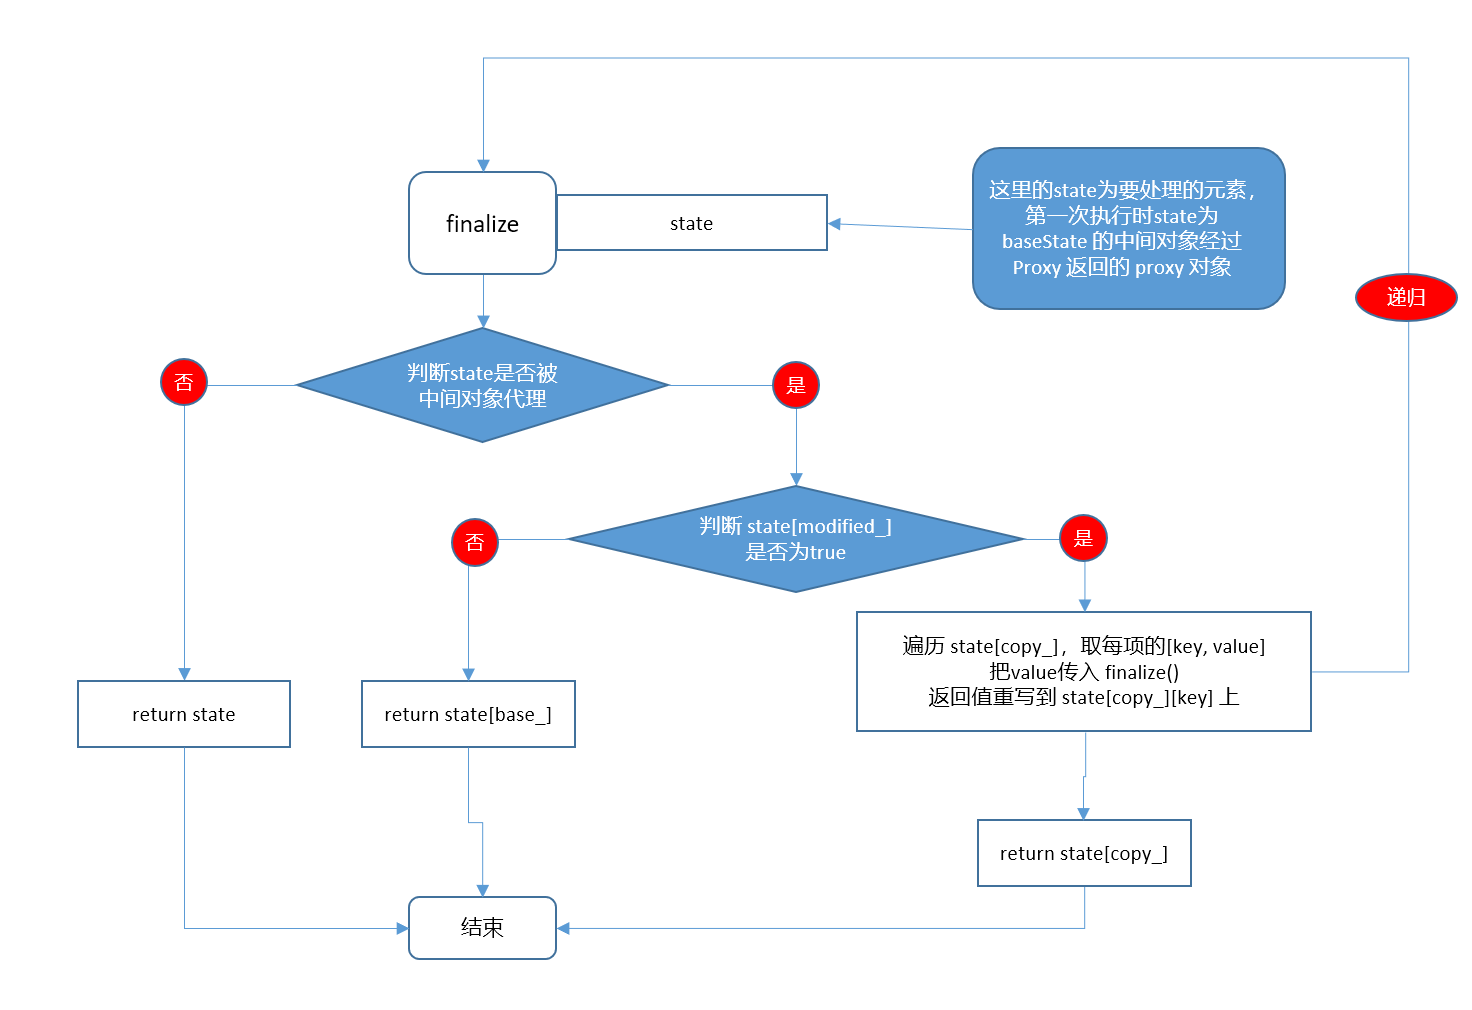 finalize
state
这里的state为要处理的元素，
第一次执行时state为
baseState 的中间对象经过
Proxy 返回的 proxy 对象
递归
判断state是否被
中间对象代理
否
是
判断 state[modified_]
是否为true
否
是
遍历 state[copy_]，取每项的[key, value]
把value传入 finalize()
返回值重写到 state[copy_][key] 上
return state
return state[base_]
return state[copy_]
结束